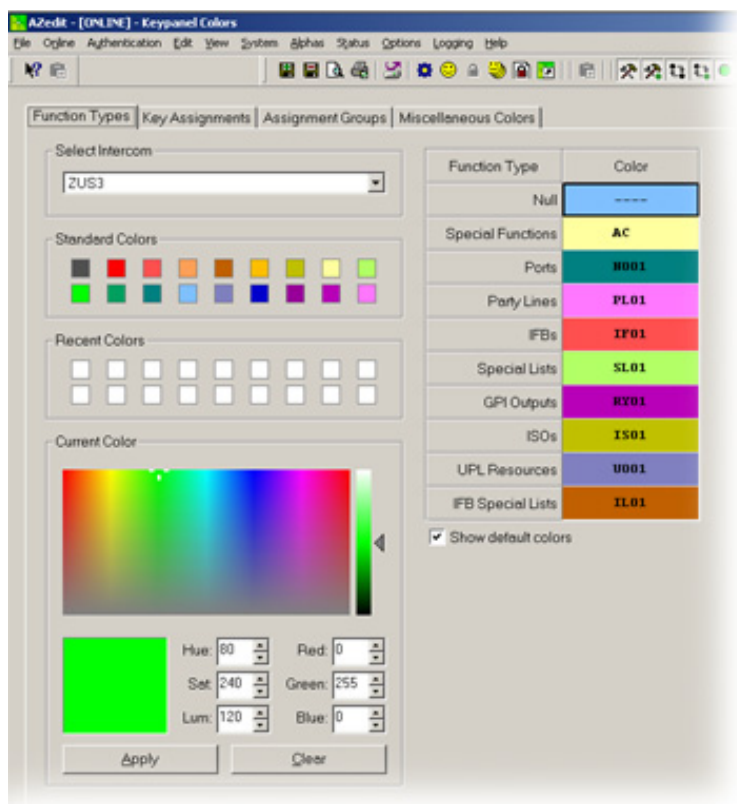 AZedit - [ONLINE] - Keypanel Colors
File Online Authentication Edit View System Alphas Status Options Logging Help
Function Types Key Assignments Assignment Groups Miscellaneous Colors
Select Intercom
ZUS3
Standard Colors
Recent Colors
Current Color
Hue: 80 Red: 0
Sat: 240 Green: 255
Lum: 120 Blue: 0
Apply Clear
Function Type Color
Null ----
Special Functions AC
Ports N001
Party Lines PL01
IFBs IF01
Special Lists SL01
GPI Outputs RY01
ISOs IS01
UPL Resources U001
IFB Special Lists IL01
Show default colors